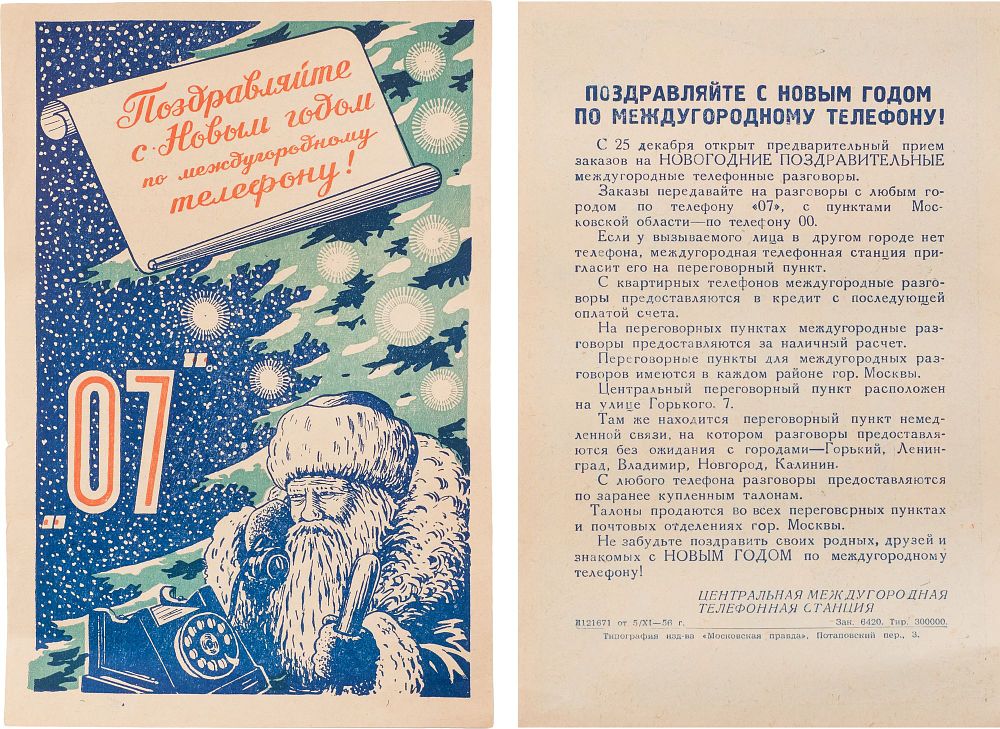 Поздравляйте
с Новым годом
по междугородному
телефону!
„07“
ПОЗДРАВЛЯЙТЕ С НОВЫМ ГОДОМ
ПО МЕЖДУГОРОДНОМУ ТЕЛЕФОНУ!
С 25 декабря открыт предварительный прием
заказов на НОВОГОДНИЕ ПОЗДРАВИТЕЛЬНЫЕ
междугородные телефонные разговоры.
Заказы передавайте на разговоры с любым го-
родом по телефону «07», с пунктами Мос-
ковской области—по телефону 00.
Если у вызываемого лица в другом городе нет
телефона, междугородная телефонная станция при-
гласит его на переговорный пункт.
С квартирных телефонов междугородные разго-
воры предоставляются в кредит с последующей
оплатой счета.
На переговорных пунктах междугородные раз-
говоры предоставляются за наличный расчет.
Переговорные пункты для междугородных раз-
говоров имеются в каждом районе гор. Москвы.
Центральный переговорный пункт расположен
на улице Горького, 7.
Там же находится переговорный пункт немед-
ленной связи, на котором разговоры предоставля-
ются без ожидания с городами—Горький, Ленин-
град, Владимир, Новгород, Калинин.
С любого телефона разговоры предоставляются
по заранее купленным талонам.
Талоны продаются во всех переговорных пунктах
и почтовых отделениях гор. Москвы.
Не забудьте поздравить своих родных, друзей и
знакомых с НОВЫМ ГОДОМ по междугородному
телефону!
ЦЕНТРАЛЬНАЯ МЕЖДУГОРОДНАЯ
ТЕЛЕФОННАЯ СТАНЦИЯ
Л121671 от 5/XI—56 г. Зак. 6420. Тир. 300000.
Типография изд-ва «Московская правда», Потаповский пер., 3.